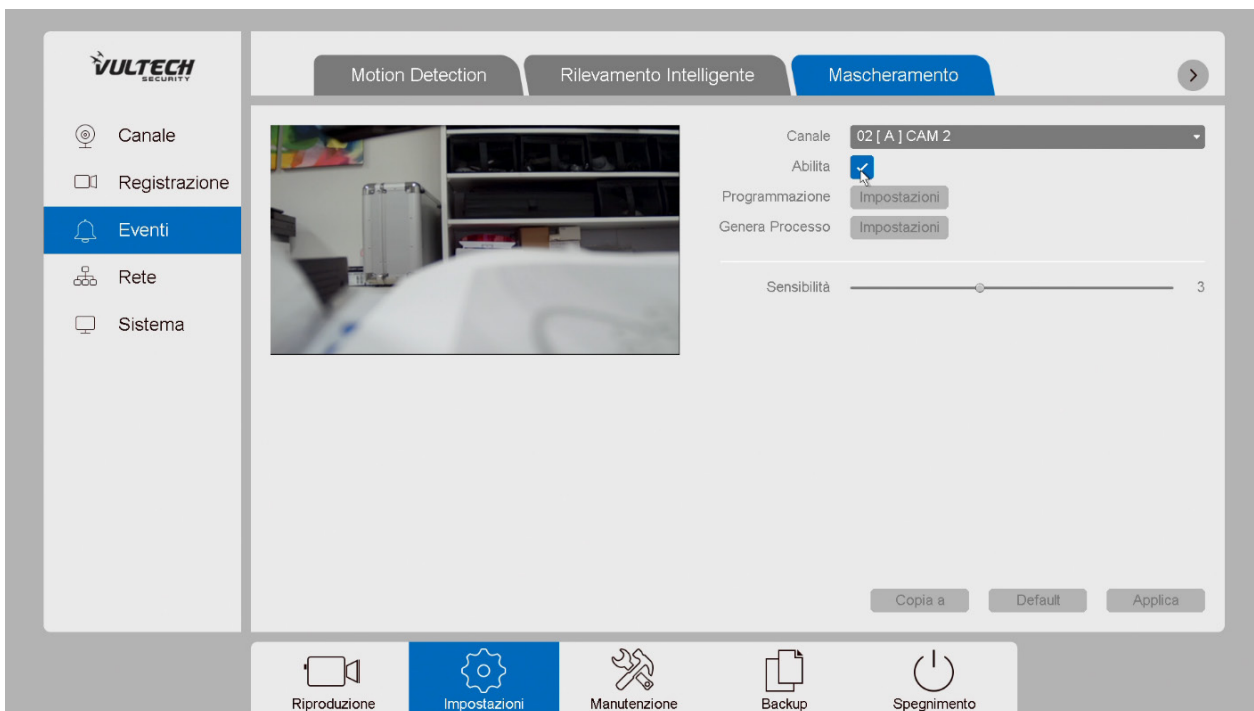 VULTECH
SECURITY
Motion Detection
Rilevamento Intelligente
Mascheramento
Canale
Registrazione
Eventi
Rete
Sistema
Canale 02 [ A ] CAM 2
Abilita
Programmazione Impostazioni
Genera Processo Impostazioni
Sensibilità 3
Copia a Default Applica
Riproduzione Impostazioni Manutenzione Backup Spegnimento